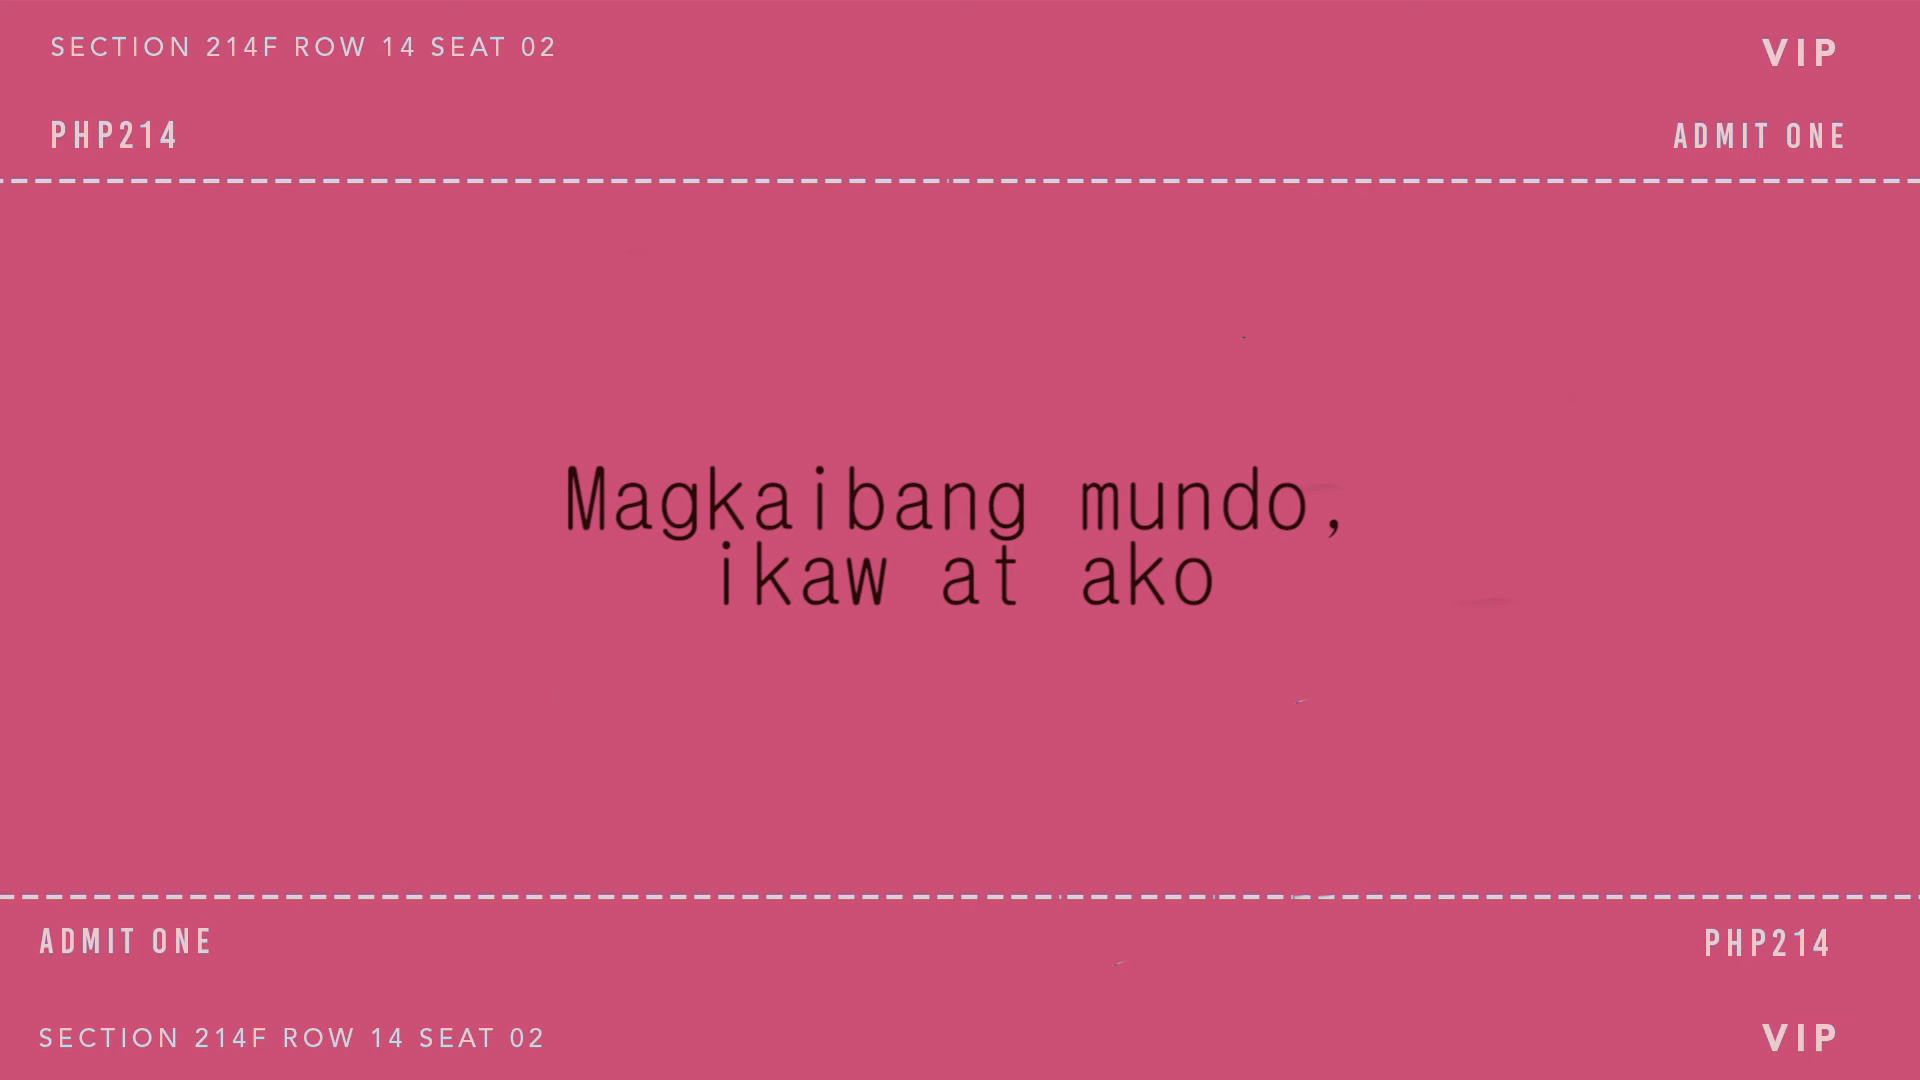 SECTION 214F ROW 14 SEAT 02
VIP
PHP214
ADMIT ONE
Magkaibang mundo,
ikaw at ako
ADMIT ONE
PHP214
SECTION 214F ROW 14 SEAT 02
VIP